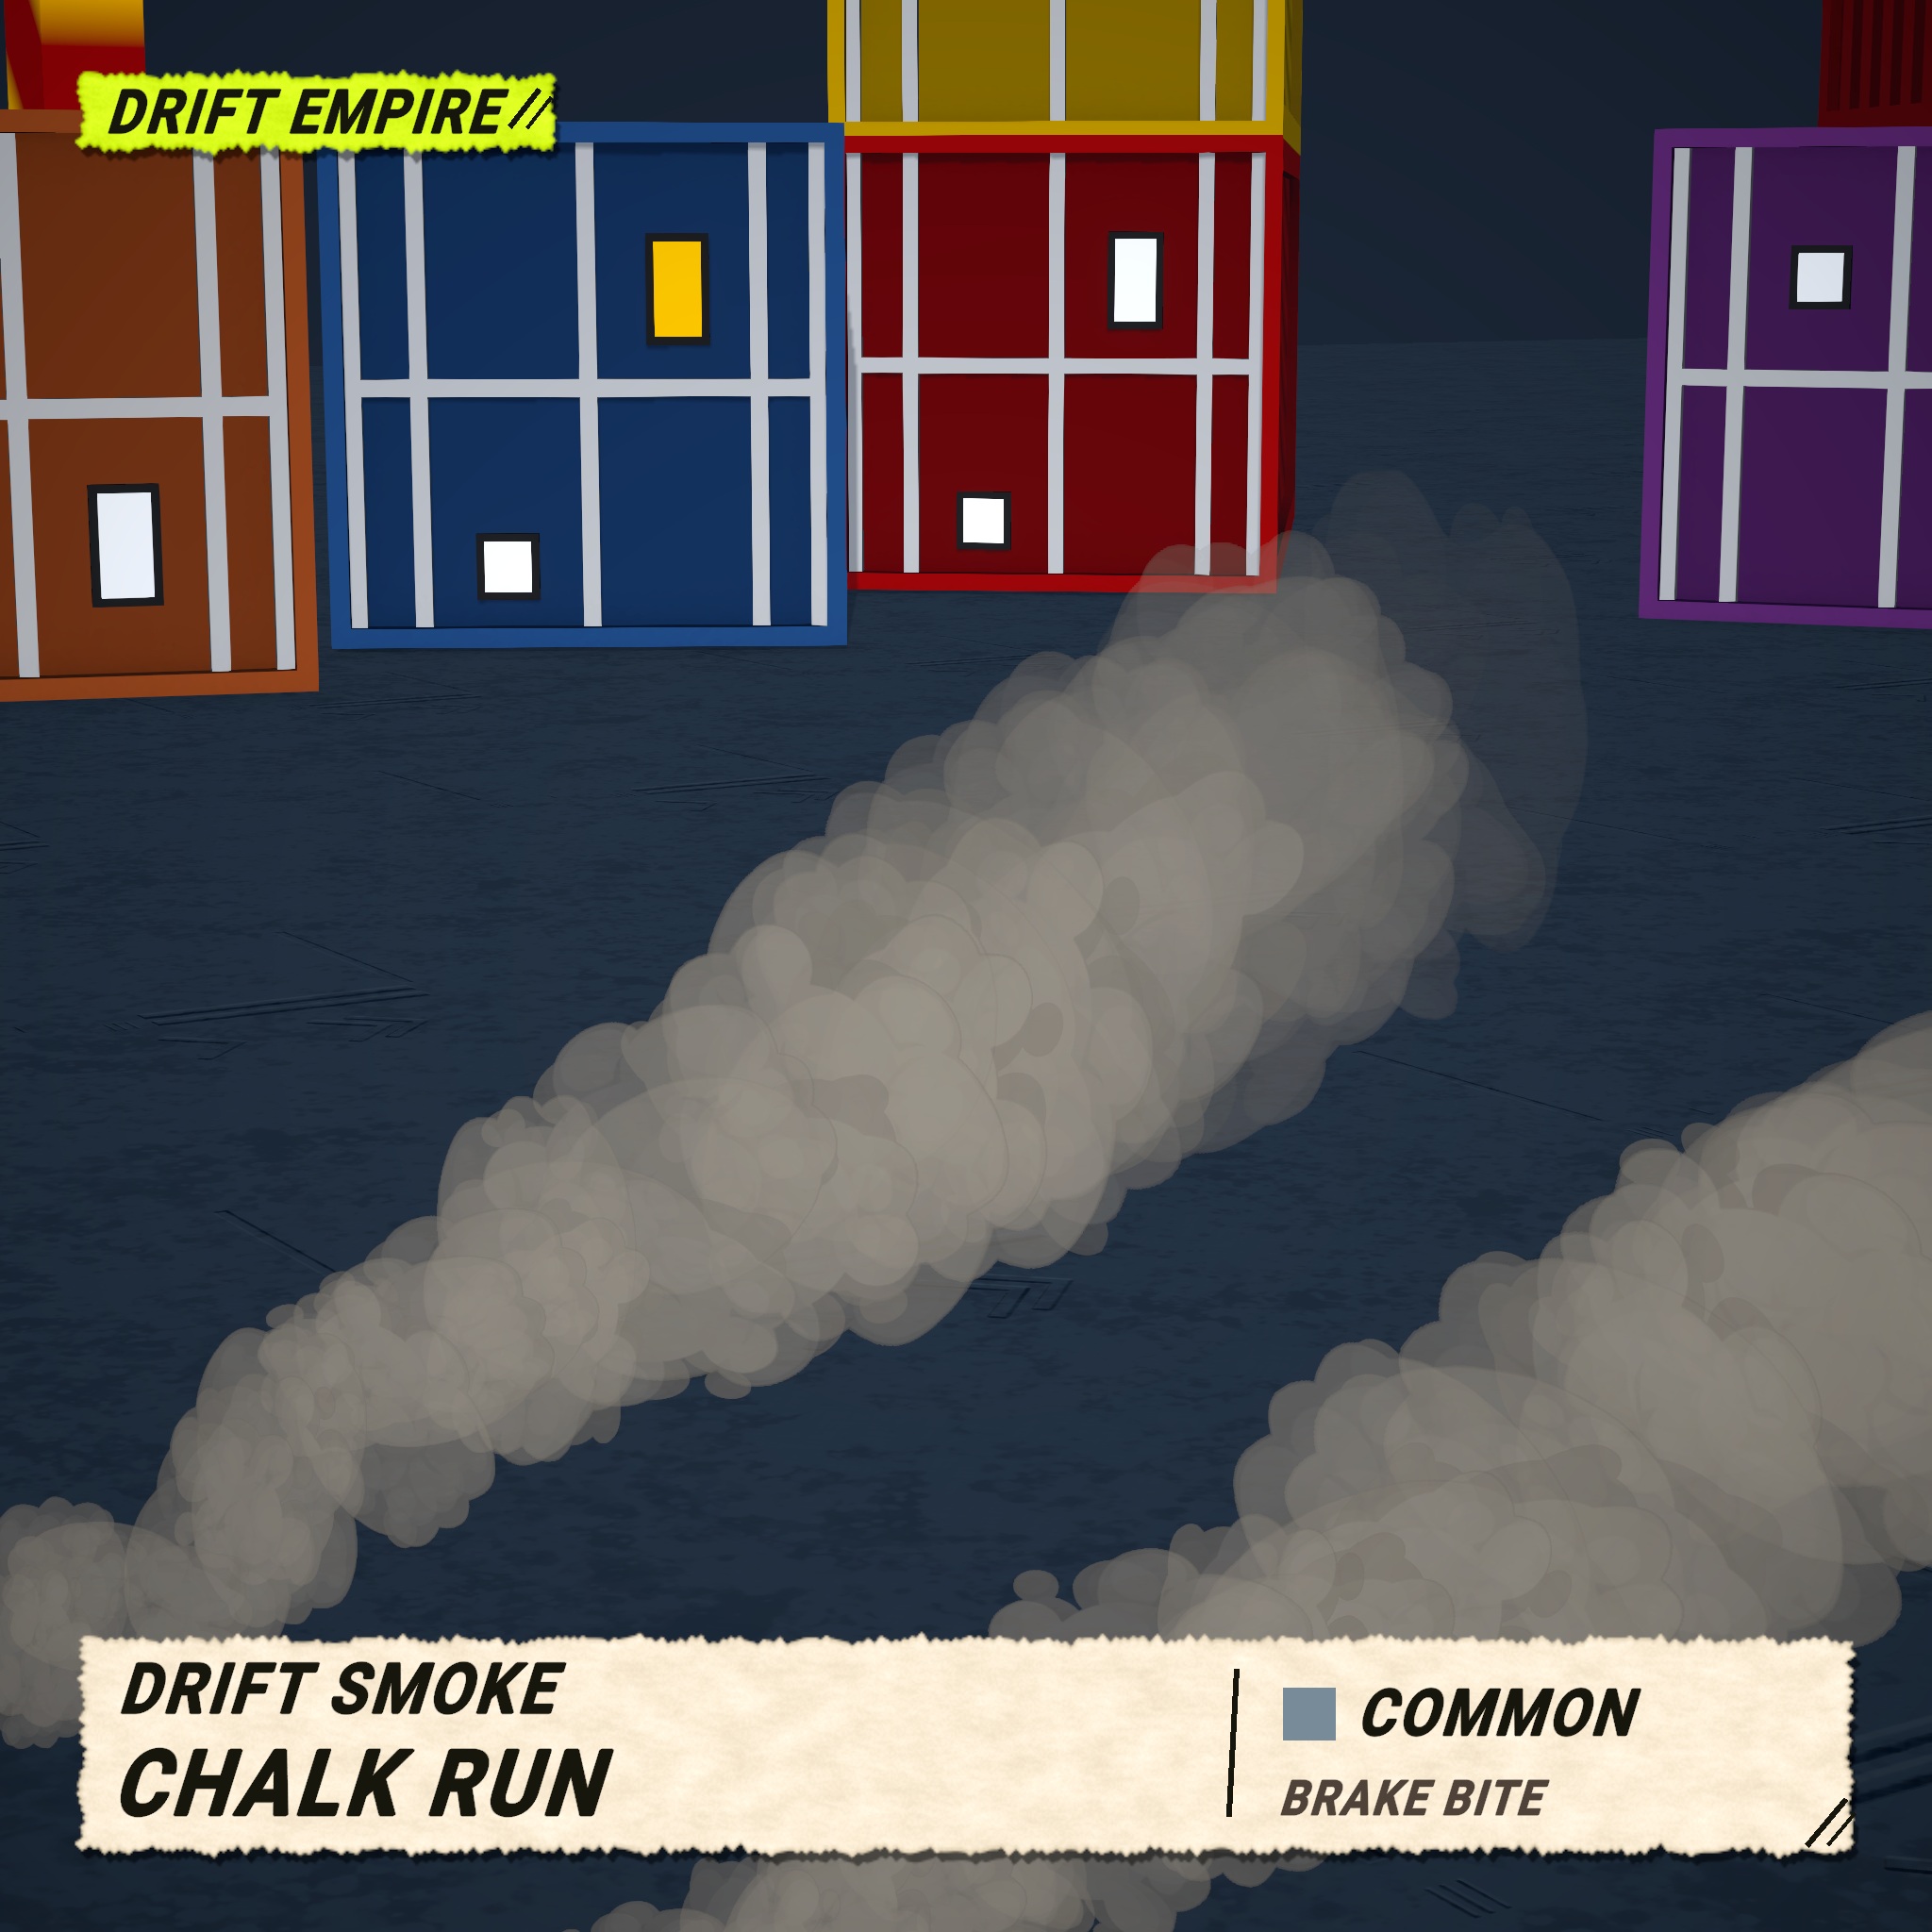 DRIFT EMPIRE//
DRIFT SMOKE
CHALK RUN
COMMON
BRAKE BITE